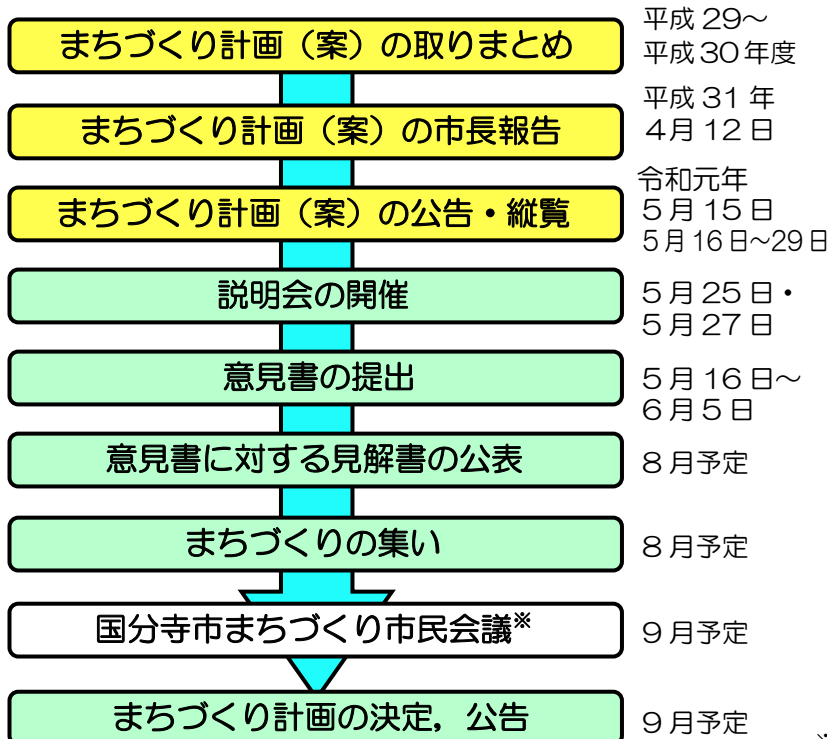 まちづくり計画（案）の取りまとめ
平成29～
平成30年度
まちづくり計画（案）の市長報告
平成31年
4月12日
まちづくり計画（案）の公告・縦覧
令和元年
5月15日
5月16日～29日
説明会の開催
5月25日・
5月27日
意見書の提出
5月16日～
6月5日
意見書に対する見解書の公表
8月予定
まちづくりの集い
8月予定
国分寺市まちづくり市民会議※
9月予定
まちづくり計画の決定，公告
9月予定